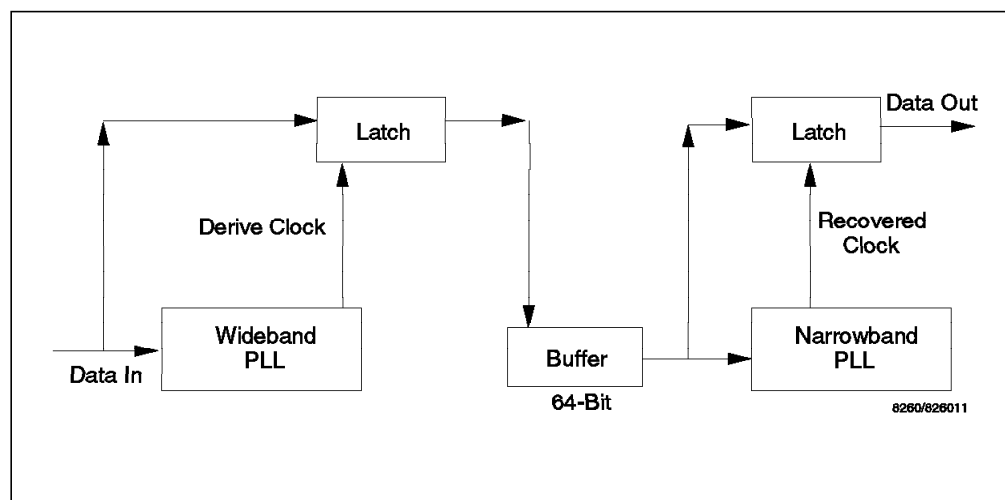 Latch
Data Out
Latch
Derive Clock
Recovered
Clock
Wideband
PLL
Data In
Buffer
64-Bit
Narrowband
PLL
8260/826011